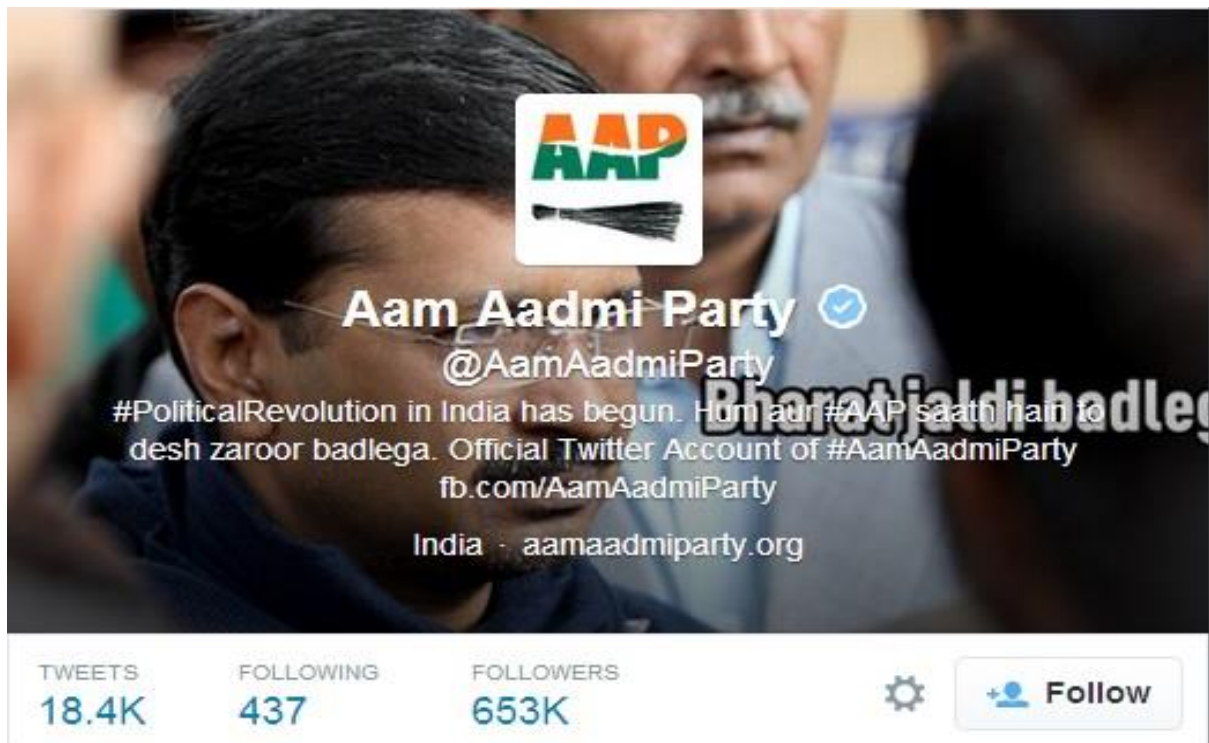 AAP
Aam Aadmi Party
@AamAadmiParty
Bharat jaldi badleg
#PoliticalRevolution in India has begun. Hum aur #AAP saath hain to
desh zaroor badlega. Official Twitter Account of #AamAadmiParty
fb.com/AamAadmiParty
India · aamaadmiparty.org
TWEETS FOLLOWING FOLLOWERS
18.4K 437 653K Follow